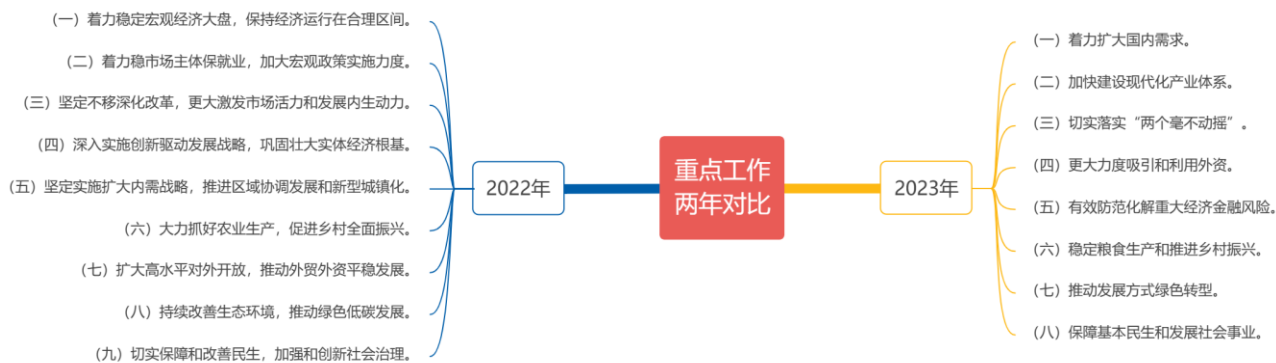 （一）着力稳定宏观经济大盘，保持经济运行在合理区间。
（二）着力稳市场主体保就业，加大宏观政策实施力度。
（三）坚定不移深化改革，更大激发市场活力和发展内生动力。
（四）深入实施创新驱动发展战略，巩固壮大实体经济根基。
（五）坚定实施扩大内需战略，推进区域协调发展和新型城镇化。
（六）大力抓好农业生产，促进乡村全面振兴。
（七）扩大高水平对外开放，推动外贸外资平稳发展。
（八）持续改善生态环境，推动绿色低碳发展。
（九）切实保障和改善民生，加强和创新社会治理。
2022年
重点工作
两年对比
2023年
（一）着力扩大国内需求。
（二）加快建设现代化产业体系。
（三）切实落实“两个毫不动摇”。
（四）更大力度吸引和利用外资。
（五）有效防范化解重大经济金融风险。
（六）稳定粮食生产和推进乡村振兴。
（七）推动发展方式绿色转型。
（八）保障基本民生和发展社会事业。